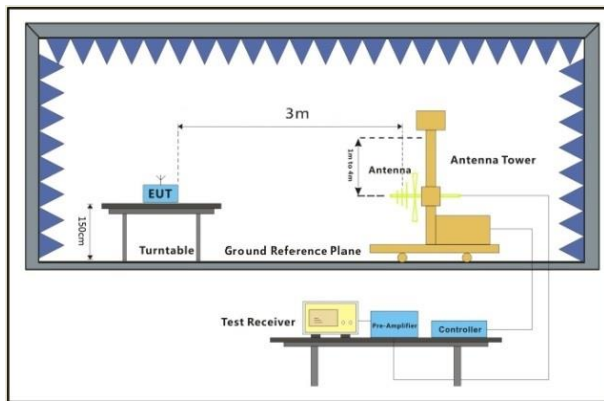 3m
1m to 4m
Antenna
Antenna Tower
EUT
150cm
Turntable
Ground Reference Plane
Test Receiver
Pre-Amplifier
Controller